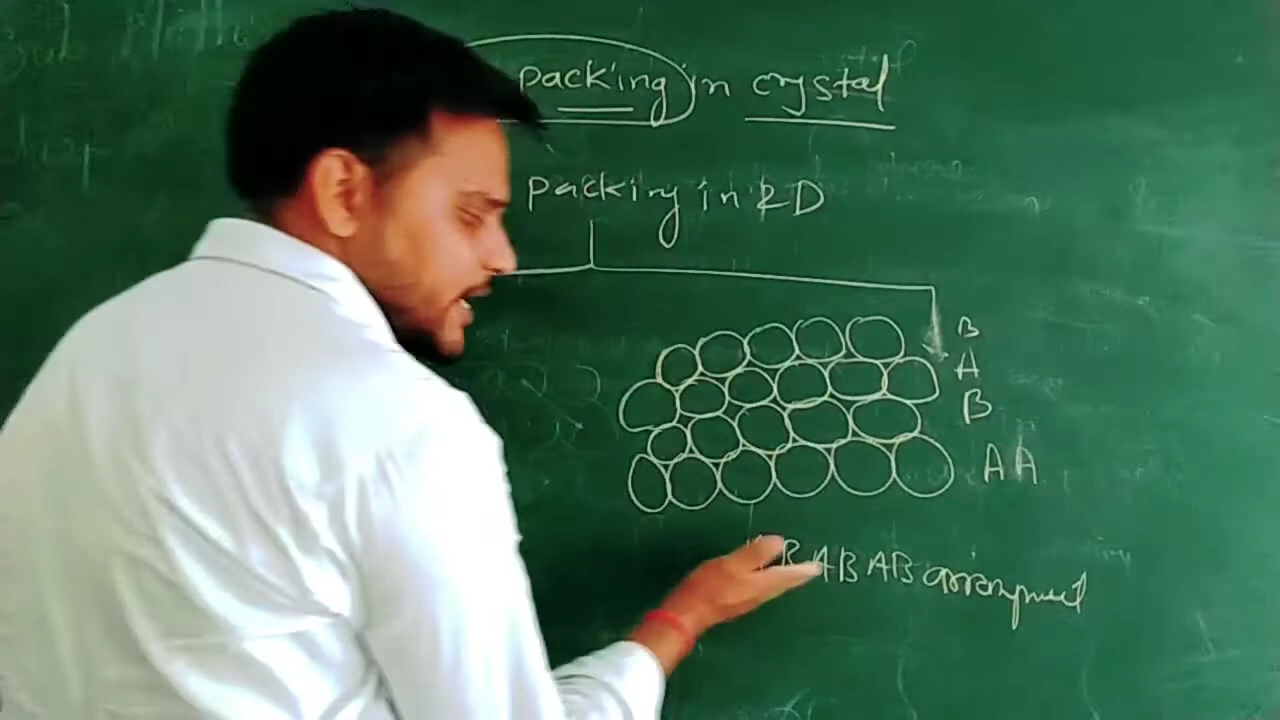 packing in crystal
packing in 2D
B
A
B
AA
B AB AB arrangement